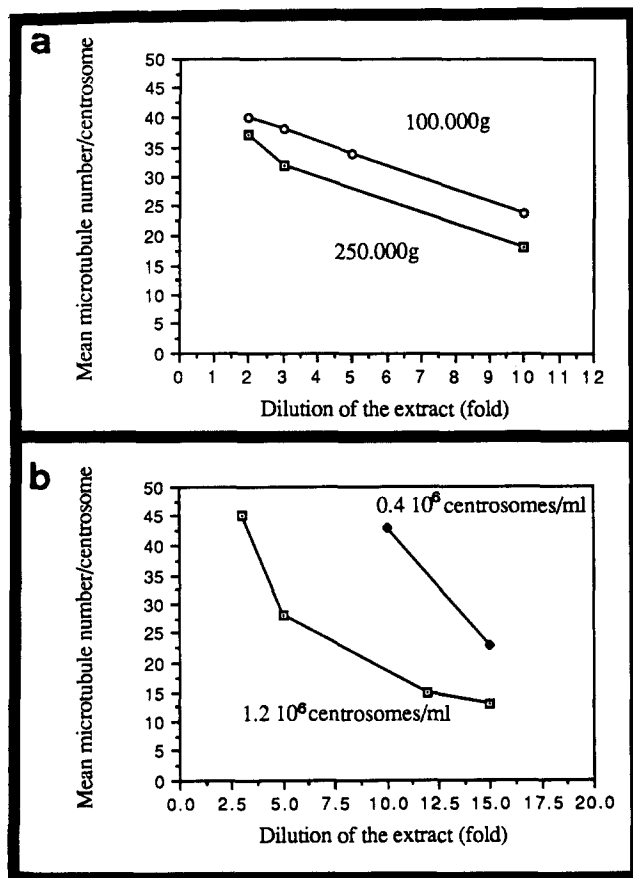 a
Mean microtubule number/centrosome
50
45
40
35
30
25
20
15
10
5
0
100.000g
250.000g
0 1 2 3 4 5 6 7 8 9 10 11 12
Dilution of the extract (fold)
b
Mean microtubule number/centrosome
50
45
40
35
30
25
20
15
10
5
0
0.4 10⁶ centrosomes/ml
1.2 10⁶ centrosomes/ml
0.0 2.5 5.0 7.5 10.0 12.5 15.0 17.5 20.0
Dilution of the extract (fold)